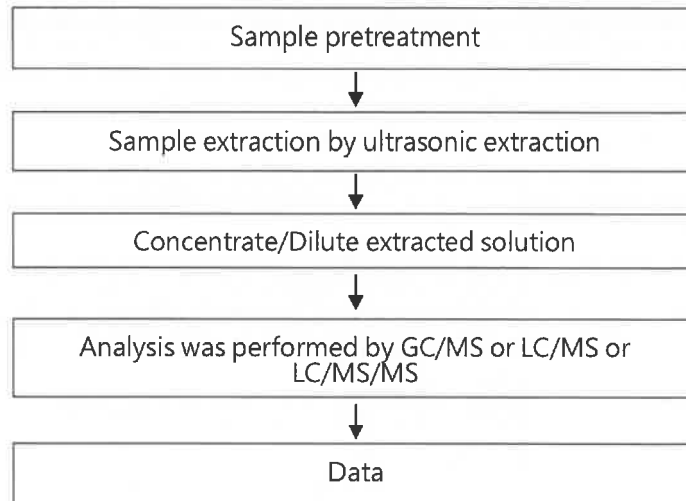 Sample pretreatment
Sample extraction by ultrasonic extraction
Concentrate/Dilute extracted solution
Analysis was performed by GC/MS or LC/MS or
LC/MS/MS
Data